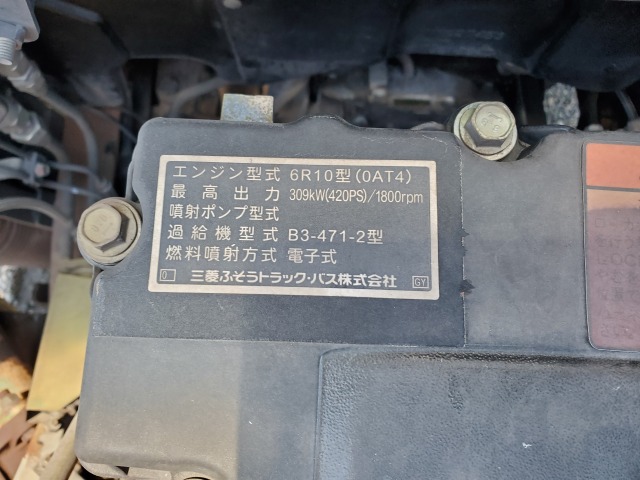 エンジン型式 6R10型(0AT4)
最高出力 309kW(420PS)/1800rpm
噴射ポンプ型式
過給機型式 B3-471-2型
燃料噴射方式 電子式
0 三菱ふそうトラック・バス株式会社 GY